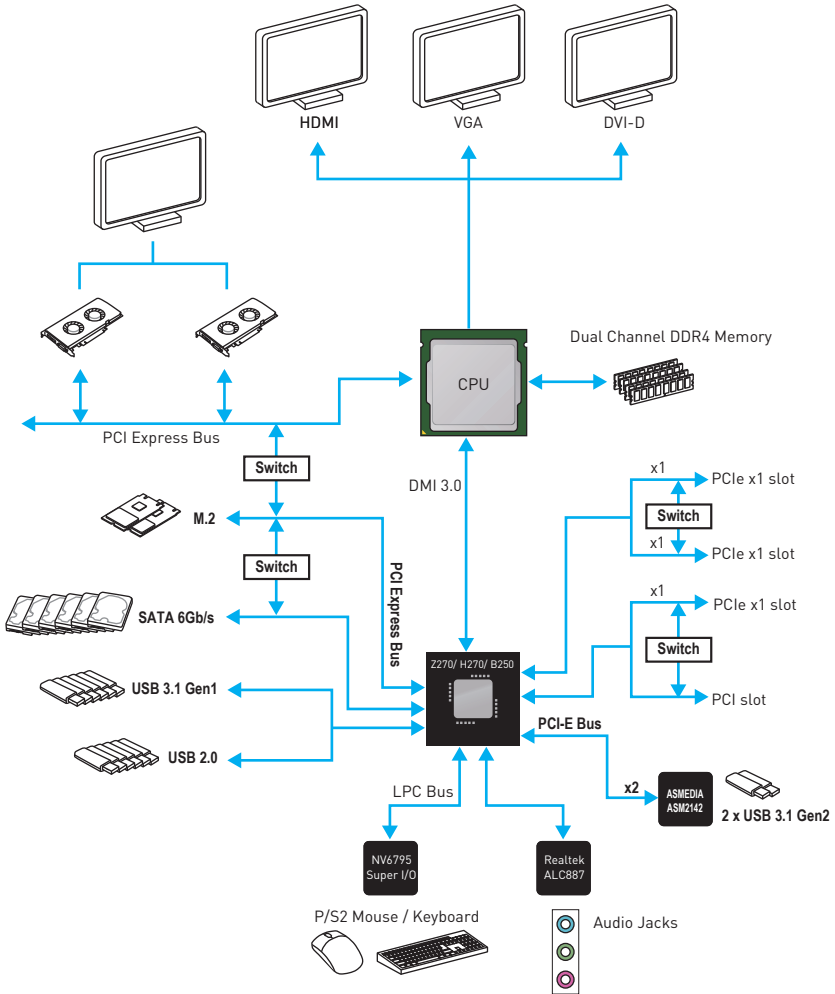 HDMI
VGA
DVI-D
Dual Channel DDR4 Memory
CPU
PCI Express Bus
Switch
DMI 3.0
x1
PCIe x1 slot
Switch
M.2
x1
PCIe x1 slot
Switch
PCI Express Bus
x1
PCIe x1 slot
SATA 6Gb/s
Switch
Z270/ H270/ B250
USB 3.1 Gen1
PCI slot
PCI-E Bus
USB 2.0
LPC Bus
x2
ASMEDIA
ASM2142
2 x USB 3.1 Gen2
NV6795
Super I/O
Realtek
ALC887
P/S2 Mouse / Keyboard
Audio Jacks